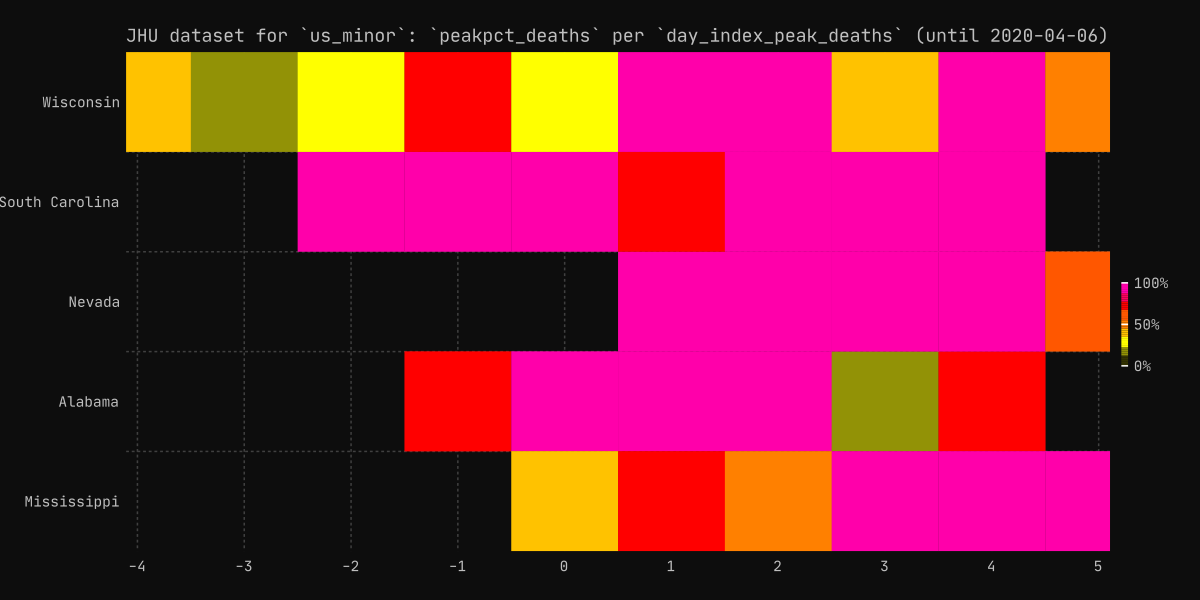 JHU dataset for `us_minor`: `peakpct_deaths` per `day_index_peak_deaths` (until 2020-04-06)
Wisconsin
South Carolina
Nevada
Alabama
Mississippi
100%
50%
0%
-4 -3 -2 -1 0 1 2 3 4 5